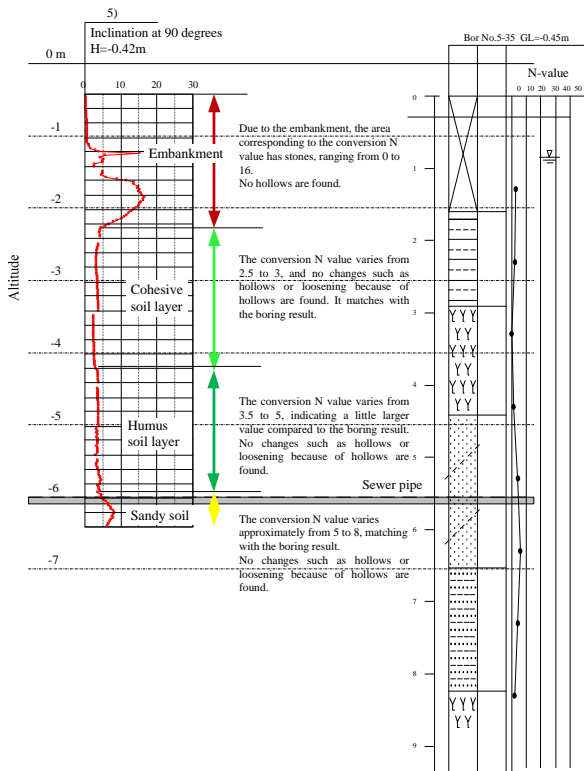 5)
Inclination at 90 degrees
H=-0.42m
0 m
0 10 20 30
Altitude
-1
-2
-3
-4
-5
-6
-7
Embankment
Cohesive
soil layer
Humus
soil layer
Sandy soil
Due to the embankment, the area
corresponding to the conversion N
value has stones, ranging from 0 to
16.
No hollows are found.
The conversion N value varies from
2.5 to 3, and no changes such as
hollows or loosening because of
hollows are found. It matches with
the boring result.
The conversion N value varies from
3.5 to 5, indicating a little larger
value compared to the boring result.
No changes such as hollows or
loosening because of hollows are
found.
Sewer pipe
The conversion N value varies
approximately from 5 to 8, matching
with the boring result.
No changes such as hollows or
loosening because of hollows are
found.
Bor No.5-35 GL=-0.45m
N-value
0 10 20 30 40 50
0
1
2
3
4
5
6
7
8
9